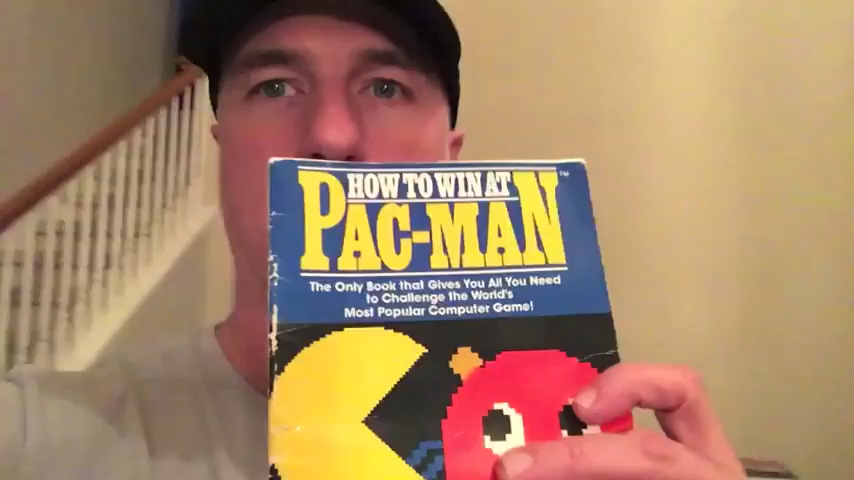 HOW TO WIN AT
PAC-MAN™
The Only Book that Gives You All You Need
to Challenge the World's
Most Popular Computer Game!